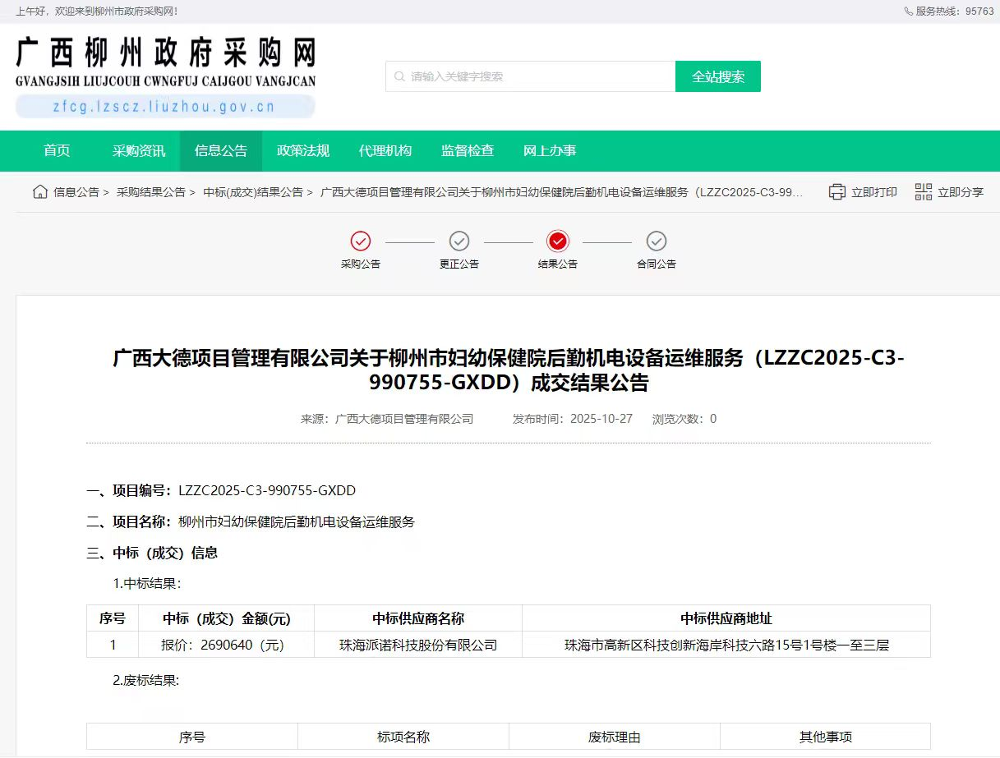 上午好，欢迎来到柳州市政府采购网！
服务热线：95763
广西柳州政府采购网
GVANGJSIH LIUJCOUH CWNGFUJ CAIJGOU VANGJCAN
zfcg.lzscz.liuzhou.gov.cn
请输入关键字搜索
全站搜索
首页 采购资讯 信息公告 政策法规 代理机构 监督检查 网上办事
信息公告 > 采购结果公告 > 中标(成交)结果公告 > 广西大德项目管理有限公司关于柳州市妇幼保健院后勤机电设备运维服务（LZZC2025-C3-99... 立即打印 立即分享
采购公告 更正公告 结果公告 合同公告
广西大德项目管理有限公司关于柳州市妇幼保健院后勤机电设备运维服务（LZZC2025-C3-
990755-GXDD）成交结果公告
来源：广西大德项目管理有限公司 发布时间：2025-10-27 浏览次数：0
一、项目编号：LZZC2025-C3-990755-GXDD
二、项目名称：柳州市妇幼保健院后勤机电设备运维服务
三、中标（成交）信息
1.中标结果：
序号 中标（成交）金额(元) 中标供应商名称 中标供应商地址
1 报价：2690640（元） 珠海派诺科技股份有限公司 珠海市高新区科技创新海岸科技六路15号1号楼一至三层
2.废标结果:
序号 标项名称 废标理由 其他事项